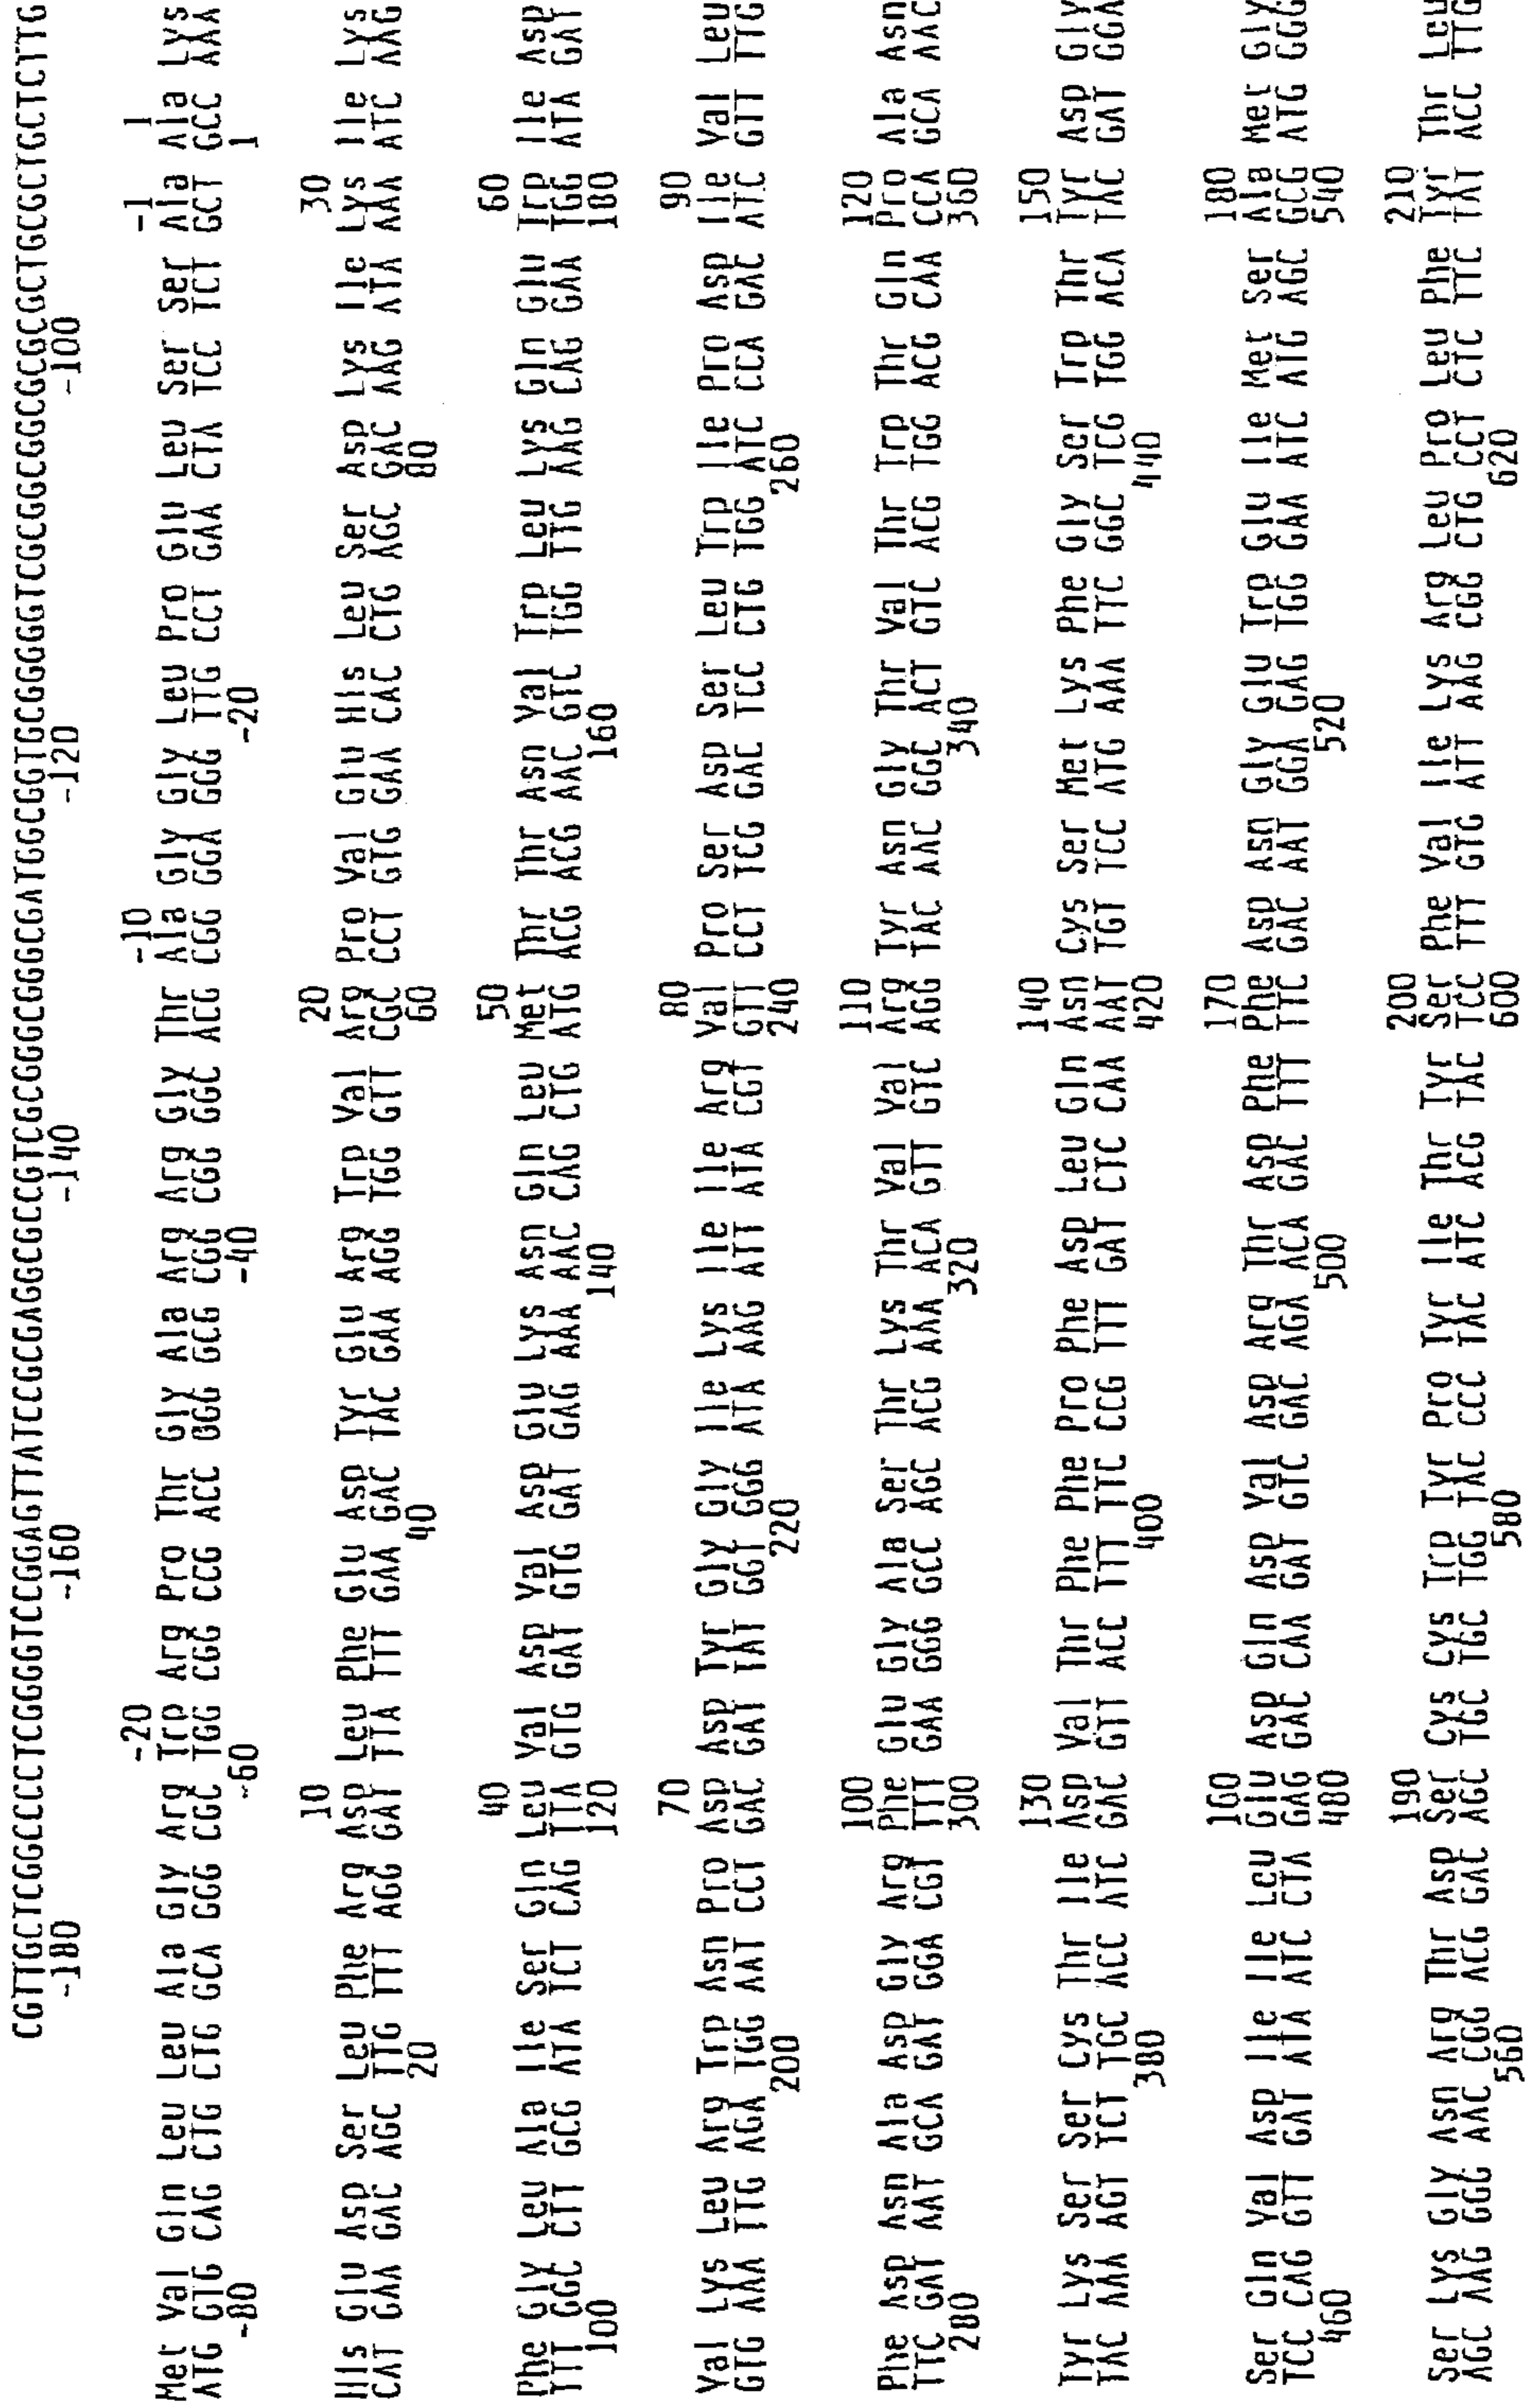 CGTTGCTCGGCCCCTCGGGGTCCGGAGTTATCCGCGAGGCGCCGTCGCGGGCGGGCGATGGCGGTGCGGGGGTCGCGGCGGCGCGCGCTGCGCTGCTCTTG
-180 -160 -140 -120 -100
-20 -10 -1 1
Met Val Gln Leu Leu Ala Gly Arg Trp Arg Pro Thr Gly Ala Arg Arg Gly Thr Ala Gly Gly Leu Pro Glu Leu Ser Ser Ala Ala Lys
ATG GTG CAG CTG CTG GCA GGG CGC TGG CGG CCG ACC GGG GCG CGG CGG GGC ACG CGG GGA GGG TTG CCT GAA CTA TCC TCT GCT GCC AAA
-80 -60 -40 -20 1
10 20 30
His Glu Asp Ser Leu Phe Arg Asp Leu Phe Glu Asp Tyr Glu Arg Trp Val Arg Pro Val Glu His Leu Ser Asp Lys Ile Lys Ile Lys
CAT GAA GAC AGC TTG TTT AGG GAT TTA TTT GAA GAC TAC GAA AGG TGG GTT CGC CCT GTG GAA CAC CTG AGC GAC AAG ATA AAA ATC AAG
20 40 60 80
40 50 60
Phe Gly Leu Ala Ile Ser Gln Leu Val Asp Val Asp Glu Lys Asn Gln Leu Met Thr Thr Asn Val Trp Leu Lys Gln Glu Trp Ile Asp
TTT GGC CTT GCG ATA TCT CAG TTA GTG GAT GTG GAT GAG AAA AAC CAG CTG ATG ACG ACG AAC GTC TGG TTG AAG CAG GAA TGG ATA GAT
100 120 140 160 180
70 80 90
Val Lys Leu Arg Trp Asn Pro Asp Asp Tyr Gly Gly Ile Lys Ile Ile Arg Val Pro Ser Asp Ser Leu Trp Ile Pro Asp Ile Val Leu
GTG AAA TTG AGA TGG AAT CCT GAC GAT TAT GGT GGG ATA AAG ATT ATA CGT GTT CCT TCG GAC TCC CTG TGG ATC CCA GAC ATC GTT TTG
200 220 240 260
100 110 120
Phe Asp Asn Ala Asp Gly Arg Phe Glu Gly Ala Ser Thr Lys Thr Val Val Arg Tyr Asn Gly Thr Val Thr Trp Thr Gln Pro Ala Asn
TTC GAT AAT GCA GAT GGA CGT TTT GAA GGG GCC AGC ACG AAA ACA GTT GTC AGG TAC AAC GGC ACT GTC ACG TGG ACG CAA CCA GCA AAC
280 300 320 340 360
130 140 150
Tyr Lys Ser Ser Cys Thr Ile Asp Val Thr Phe Phe Pro Phe Asp Leu Gln Asn Cys Ser Met Lys Phe Gly Ser Trp Thr Tyr Asp Gly
TAC AAA AGT TCT TGC ACC ATC GAC GTT ACC TTT TTC CCG TTT GAT CTC CAA AAT TGT TCC ATG AAA TTC GGC TCG TGG ACA TAC GAT GGA
380 400 420 440
160 170 180
Ser Gln Val Asp Ile Ile Leu Glu Asp Gln Asp Val Asp Arg Thr Asp Phe Phe Asp Asn Gly Glu Trp Glu Ile Met Ser Ala Met Gly
TCC CAG GTT GAT ATA ATC CTA GAG GAC CAA GAT GTC GAC AGA ACA GAC TTT TTC GAC AAT GGA GAG TGG GAA ATC ATG AGC GCG ATG GGG
460 480 500 520 540
190 200 210
Ser Lys Gly Asn Arg Thr Asp Ser Cys Cys Trp Tyr Pro Tyr Ile Thr Tyr Ser Phe Val Ile Lys Arg Leu Pro Leu Phe Tyr Thr Leu
AGC AAG GGG AAC CGG ACG GAC AGC TGC TGC TGG TAC CCC TAC ATC ACG TAC TCC TTT GTG ATT AAG CGG CTG CCT CTC TTC TAT ACC TTG
560 580 600 620